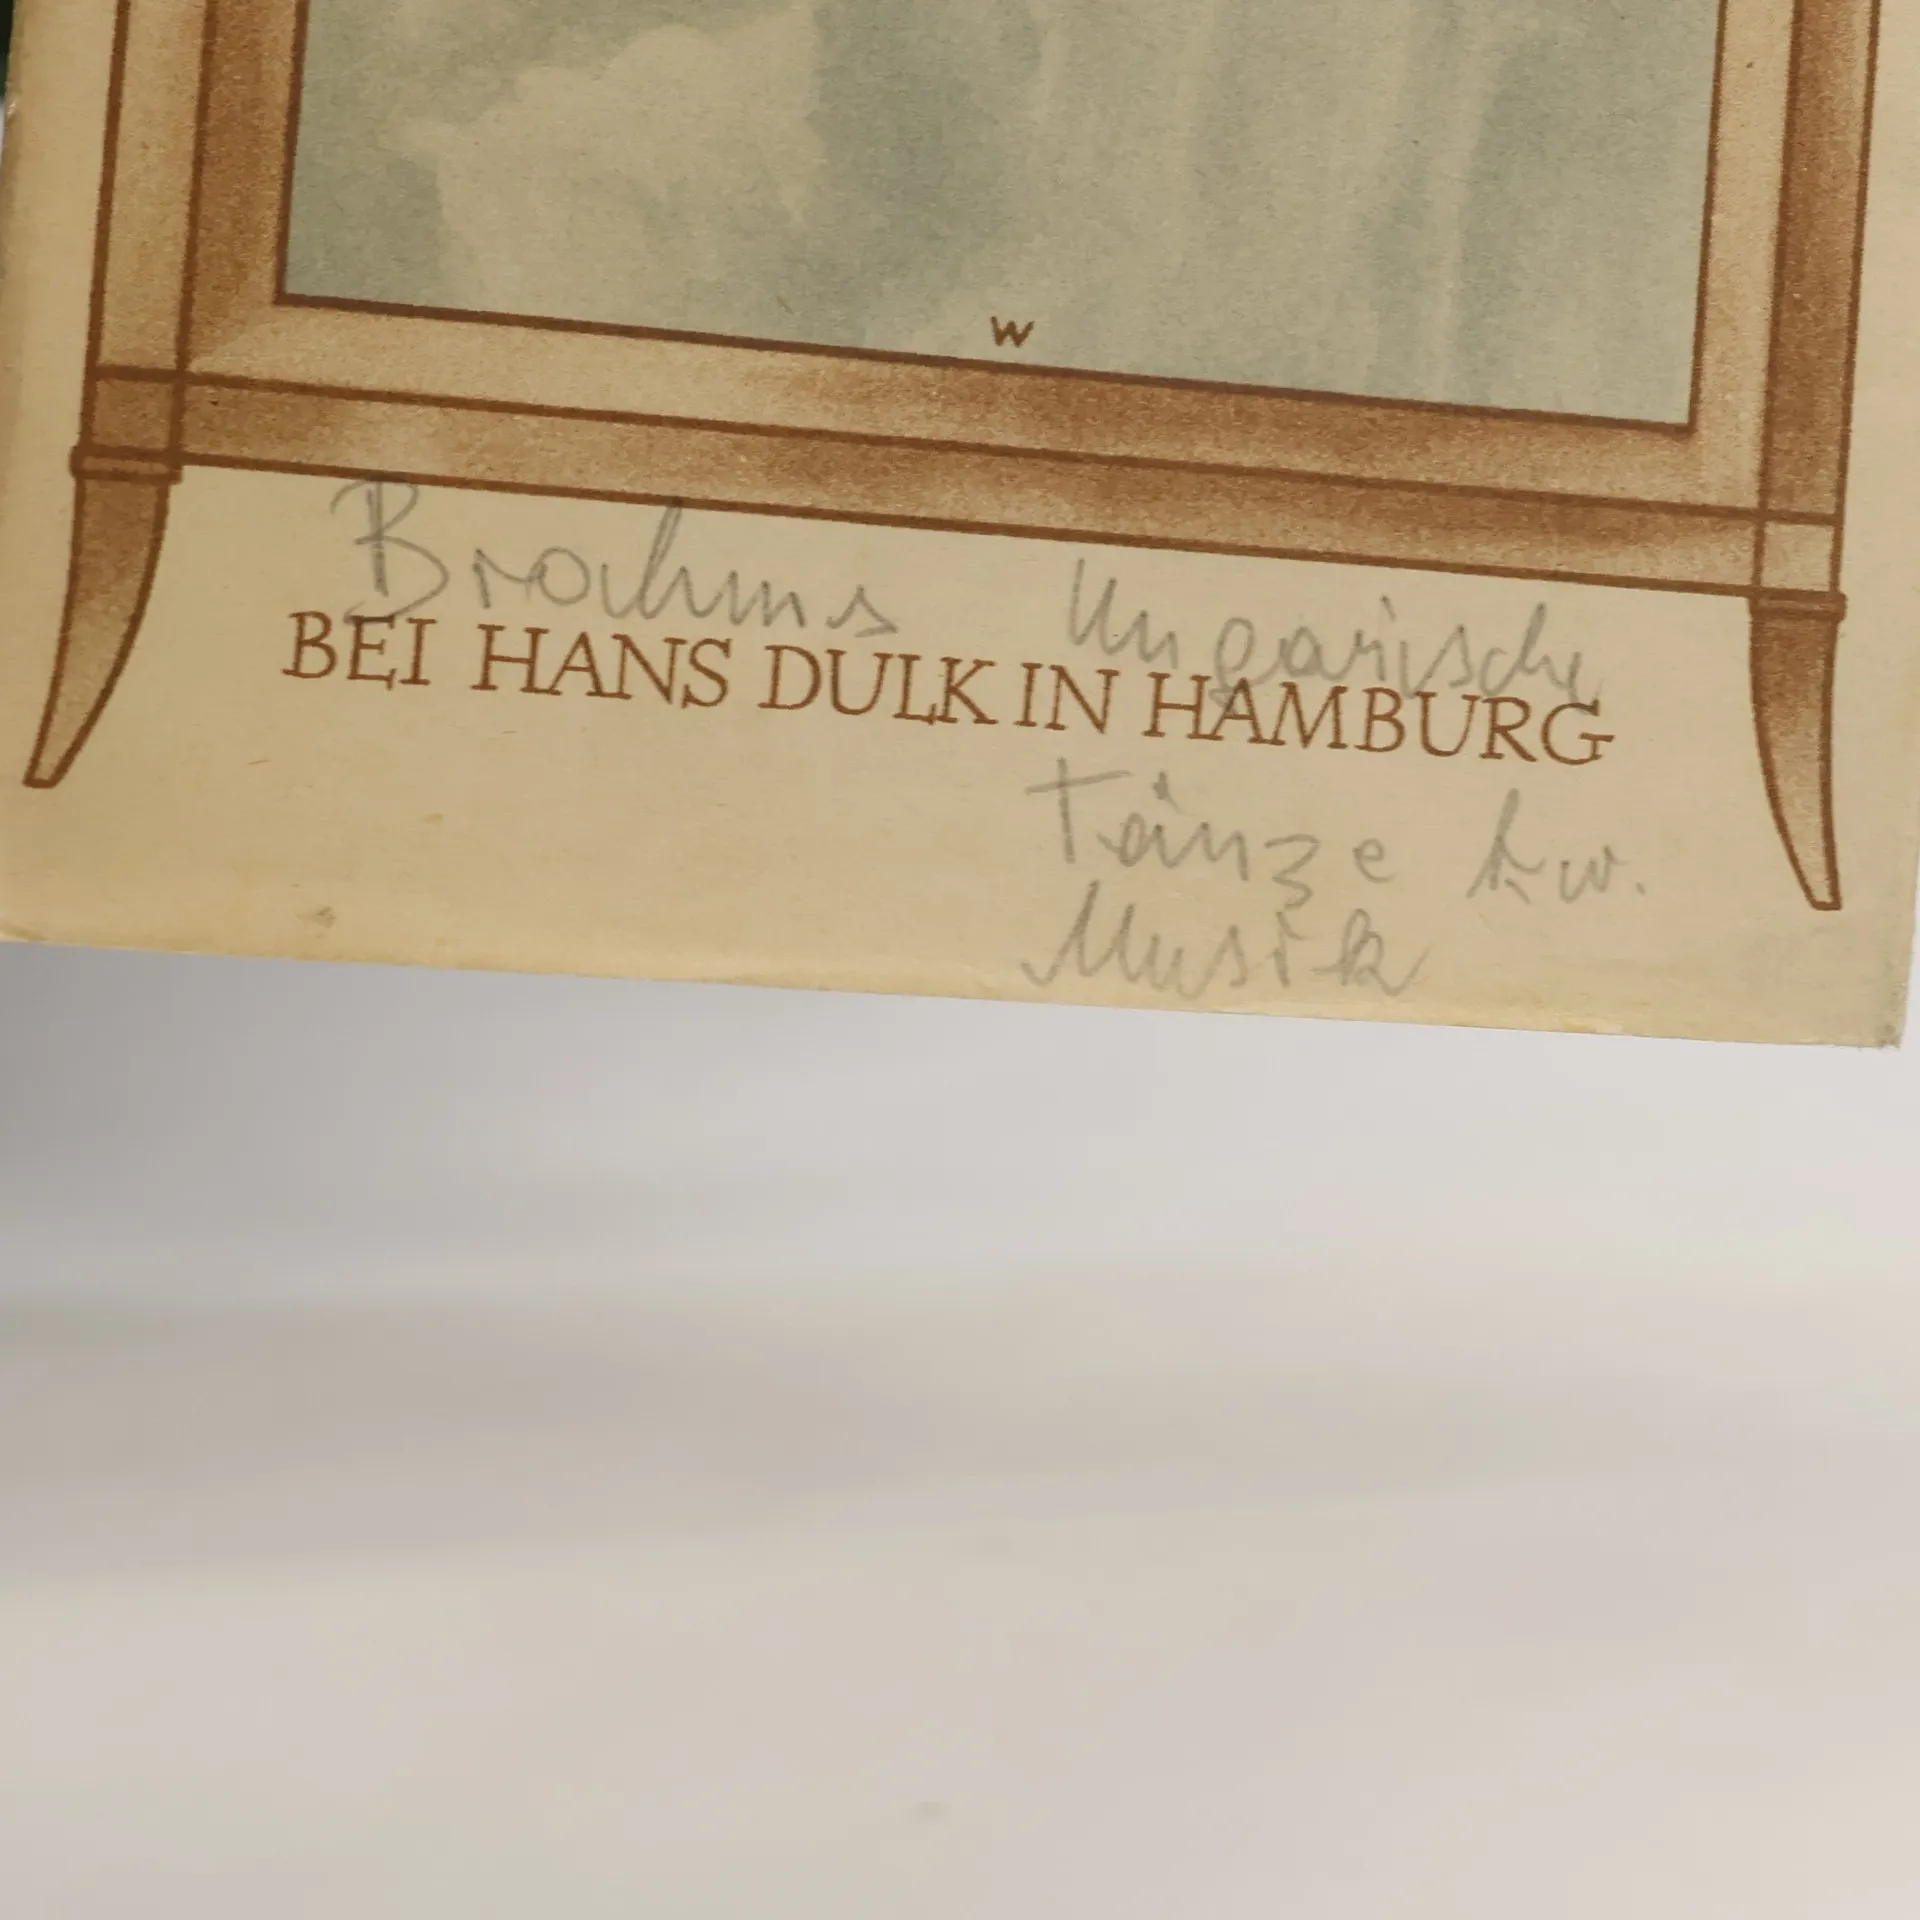 W
Brahms Ungarische
BEI HANS DULK IN HAMBURG
Tänze
Musik